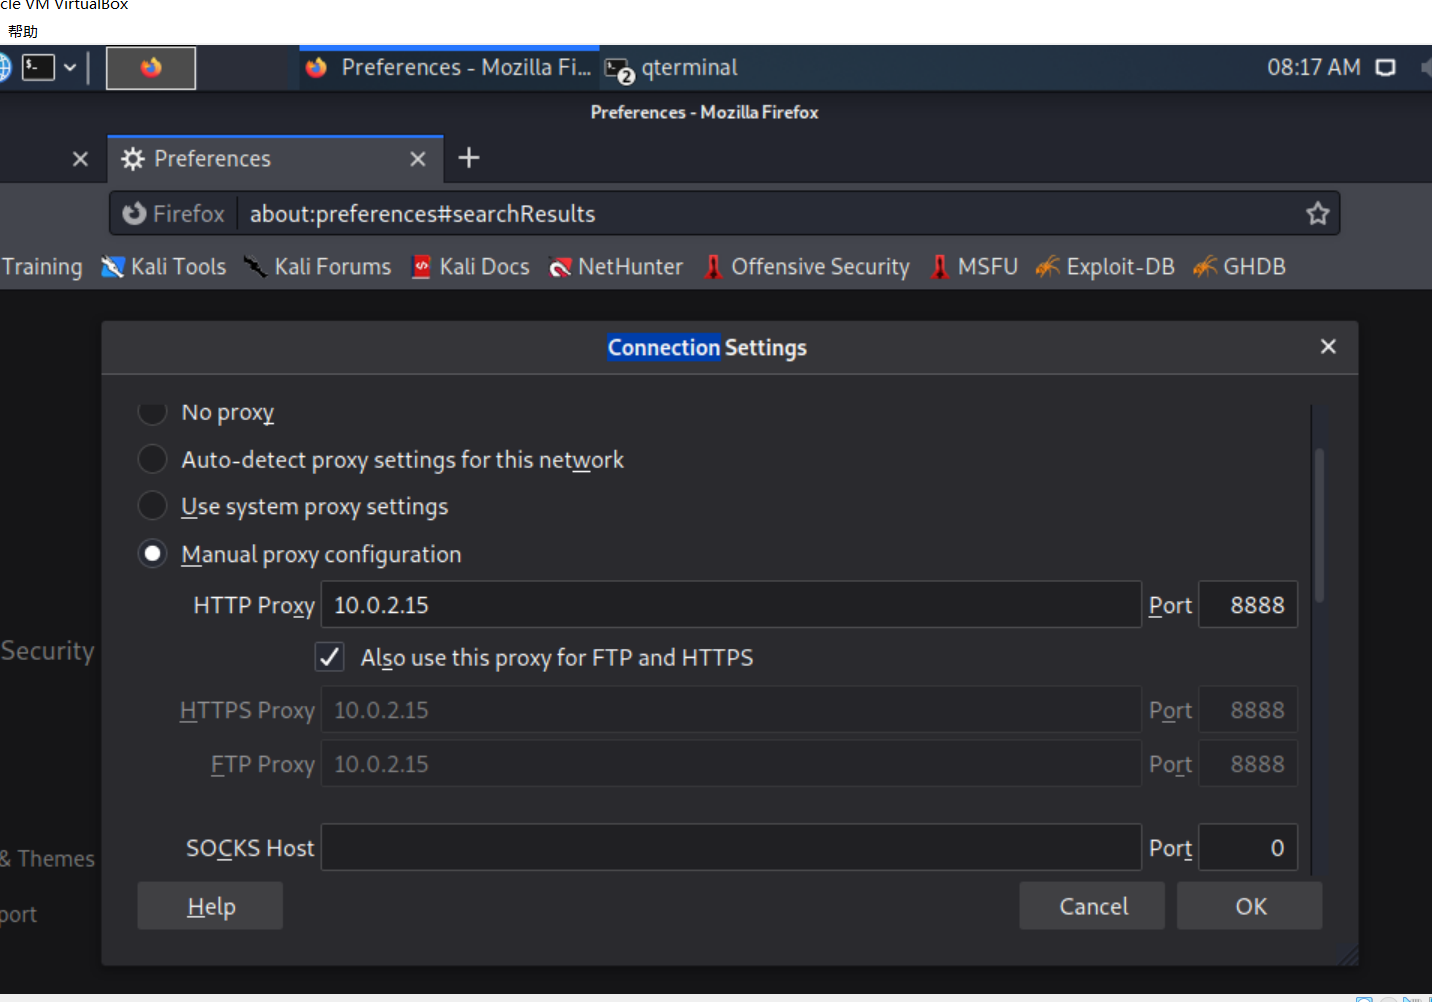 cle VM VirtualBox
帮助
Preferences - Mozilla Fi... 2 qterminal 08:17 AM
Preferences - Mozilla Firefox
Preferences
Firefox about:preferences#searchResults
Training Kali Tools Kali Forums Kali Docs NetHunter Offensive Security MSFU Exploit-DB GHDB
Connection Settings
No proxy
Auto-detect proxy settings for this network
Use system proxy settings
Manual proxy configuration
HTTP Proxy 10.0.2.15 Port 8888
Security
Also use this proxy for FTP and HTTPS
HTTPS Proxy 10.0.2.15 Port 8888
FTP Proxy 10.0.2.15 Port 8888
SOCKS Host Port 0
& Themes
port
Help Cancel OK